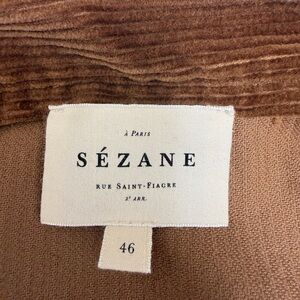 à Paris
SÉZANE
Rue Saint-Fiacre
2ᵉ arr.
46